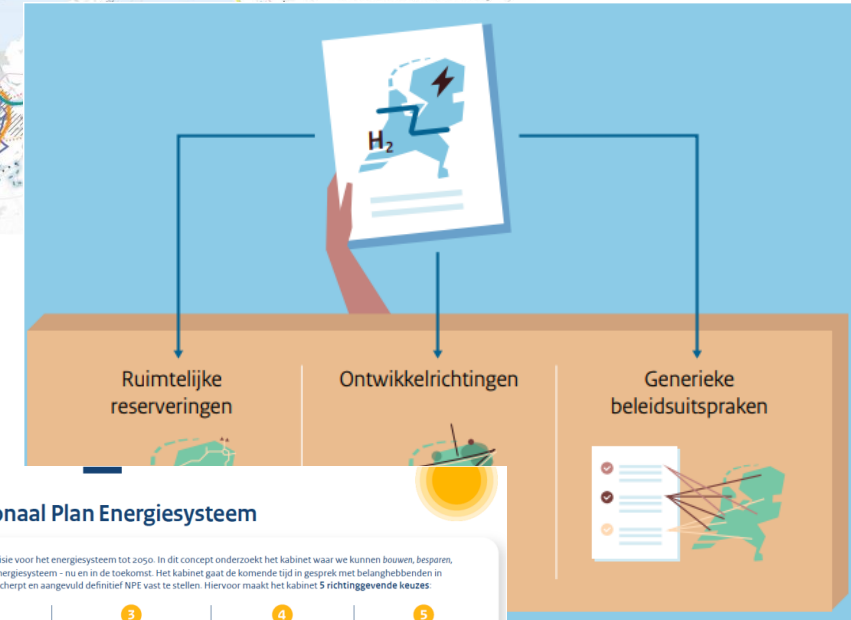 H₂
Ruimtelijke
reserveringen
Ontwikkelrichtingen
Generieke
beleidsuitspraken
onaal Plan Energiesysteem
isie voor het energiesysteem tot 2050. In dit concept onderzoekt het kabinet waar we kunnen bouwen, besparen,
nergiesysteem - nu en in de toekomst. Het kabinet gaat de komende tijd in gesprek met belanghebbenden in
cherpt en aangevuld definitief NPE vast te stellen. Hiervoor maakt het kabinet 5 richtinggevende keuzes:
3 4 5